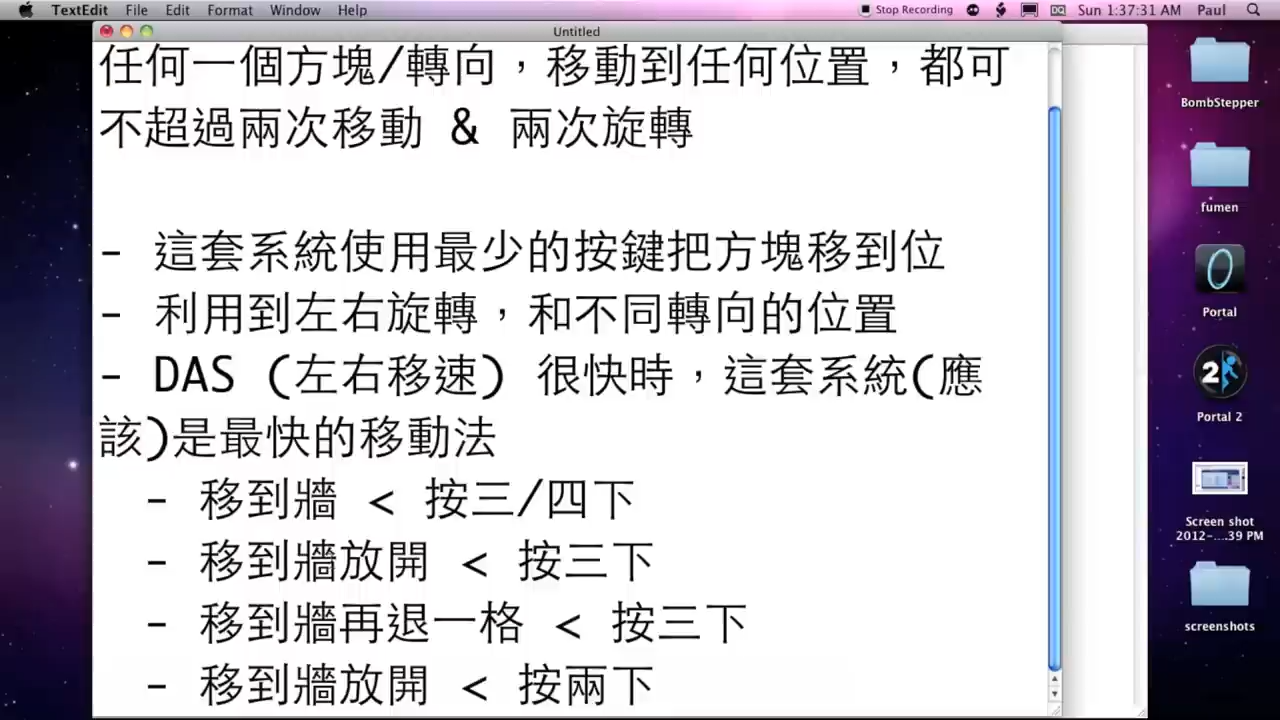 TextEdit File Edit Format Window Help Stop Recording DQ Sun 1:37:31 AM Paul
Untitled
任何一個方塊/轉向，移動到任何位置，都可
不超過兩次移動 & 兩次旋轉
- 這套系統使用最少的按鍵把方塊移到位
- 利用到左右旋轉，和不同轉向的位置
- DAS (左右移速) 很快時，這套系統(應
該)是最快的移動法
- 移到牆 < 按三/四下
- 移到牆放開 < 按三下
- 移到牆再退一格 < 按三下
- 移到牆放開 < 按兩下
BombStepper
fumen
Portal
2
Portal 2
Screen shot
2012-....39 PM
screenshots